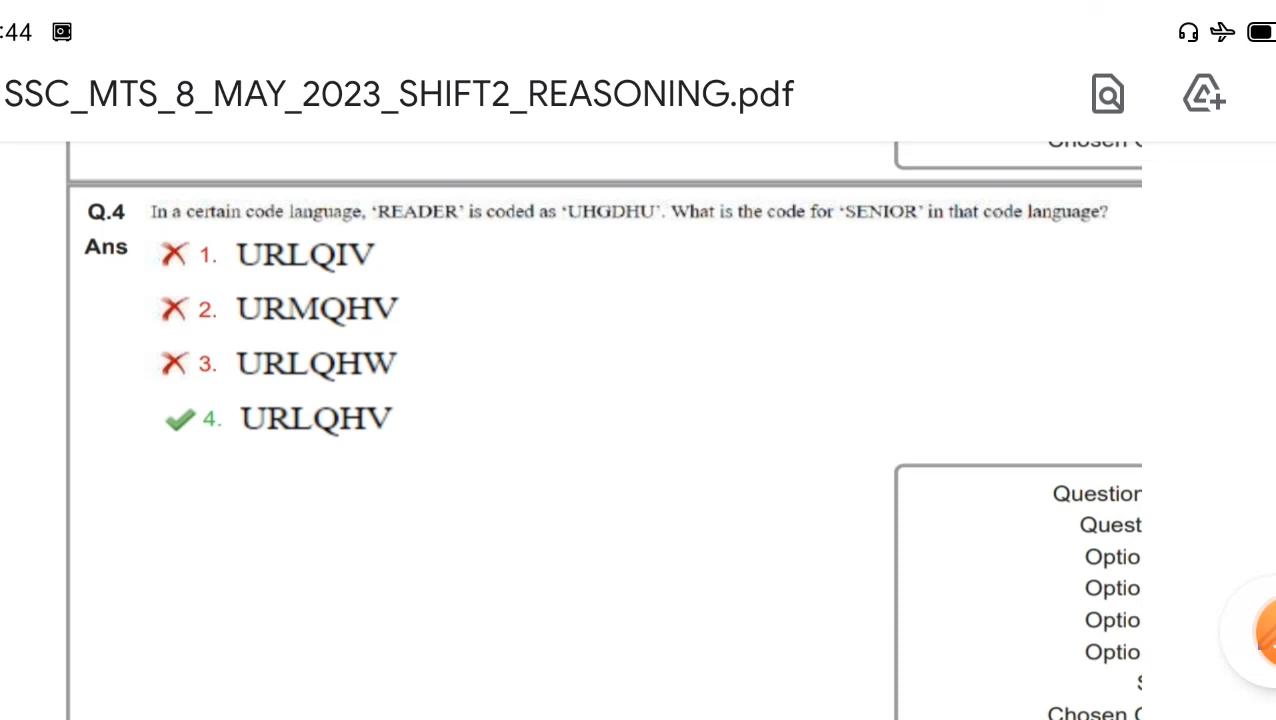 :44
SSC_MTS_8_MAY_2023_SHIFT2_REASONING.pdf
Chosen
Q.4 In a certain code language, ‘READER’ is coded as ‘UHGDHU’. What is the code for ‘SENIOR’ in that code language?
Ans
1. URLQIV
2. URMQHV
3. URLQHW
4. URLQHV
Question
Quest
Optio
Optio
Optio
Optio
S
Chosen